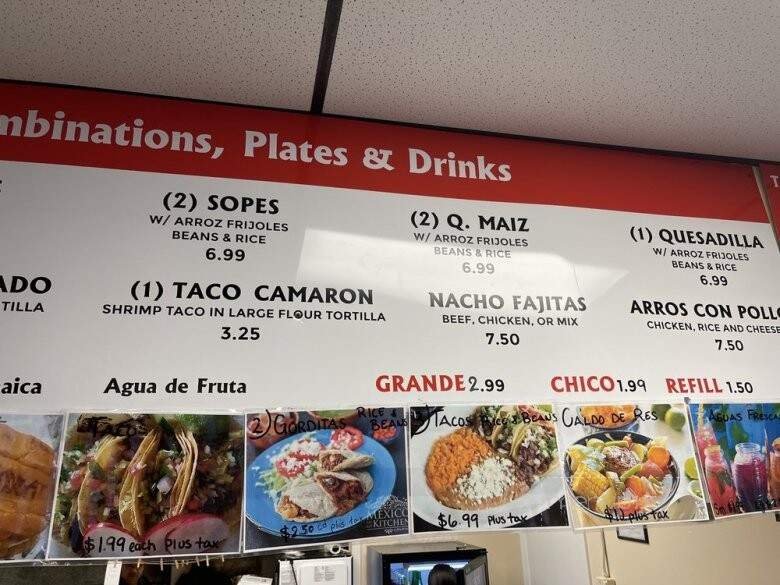 mbinations, Plates & Drinks
(2) SOPES
W/ ARROZ FRIJOLES
BEANS & RICE
6.99
(2) Q. MAIZ
W/ ARROZ FRIJOLES
BEANS & RICE
6.99
(1) QUESADILLA
W/ ARROZ FRIJOLES
BEANS & RICE
6.99
ADO
TILLA
(1) TACO CAMARON
SHRIMP TACO IN LARGE FLOUR TORTILLA
3.25
NACHO FAJITAS
BEEF, CHICKEN, OR MIX
7.50
ARROS CON POLLO
CHICKEN, RICE AND CHEESE
7.50
aica
Agua de Fruta
GRANDE 2.99
CHICO 1.99
REFILL 1.50
TACOS
$1.99 each plus tax
2) GORDITAS RICE & BEANS
$2.50 plus tax
MEXICO
KITCHEN
TACOS Rice & BEANS
$6.99 Plus tax
CALDO DE RES
$12 plus tax
AGUAS FRESCA